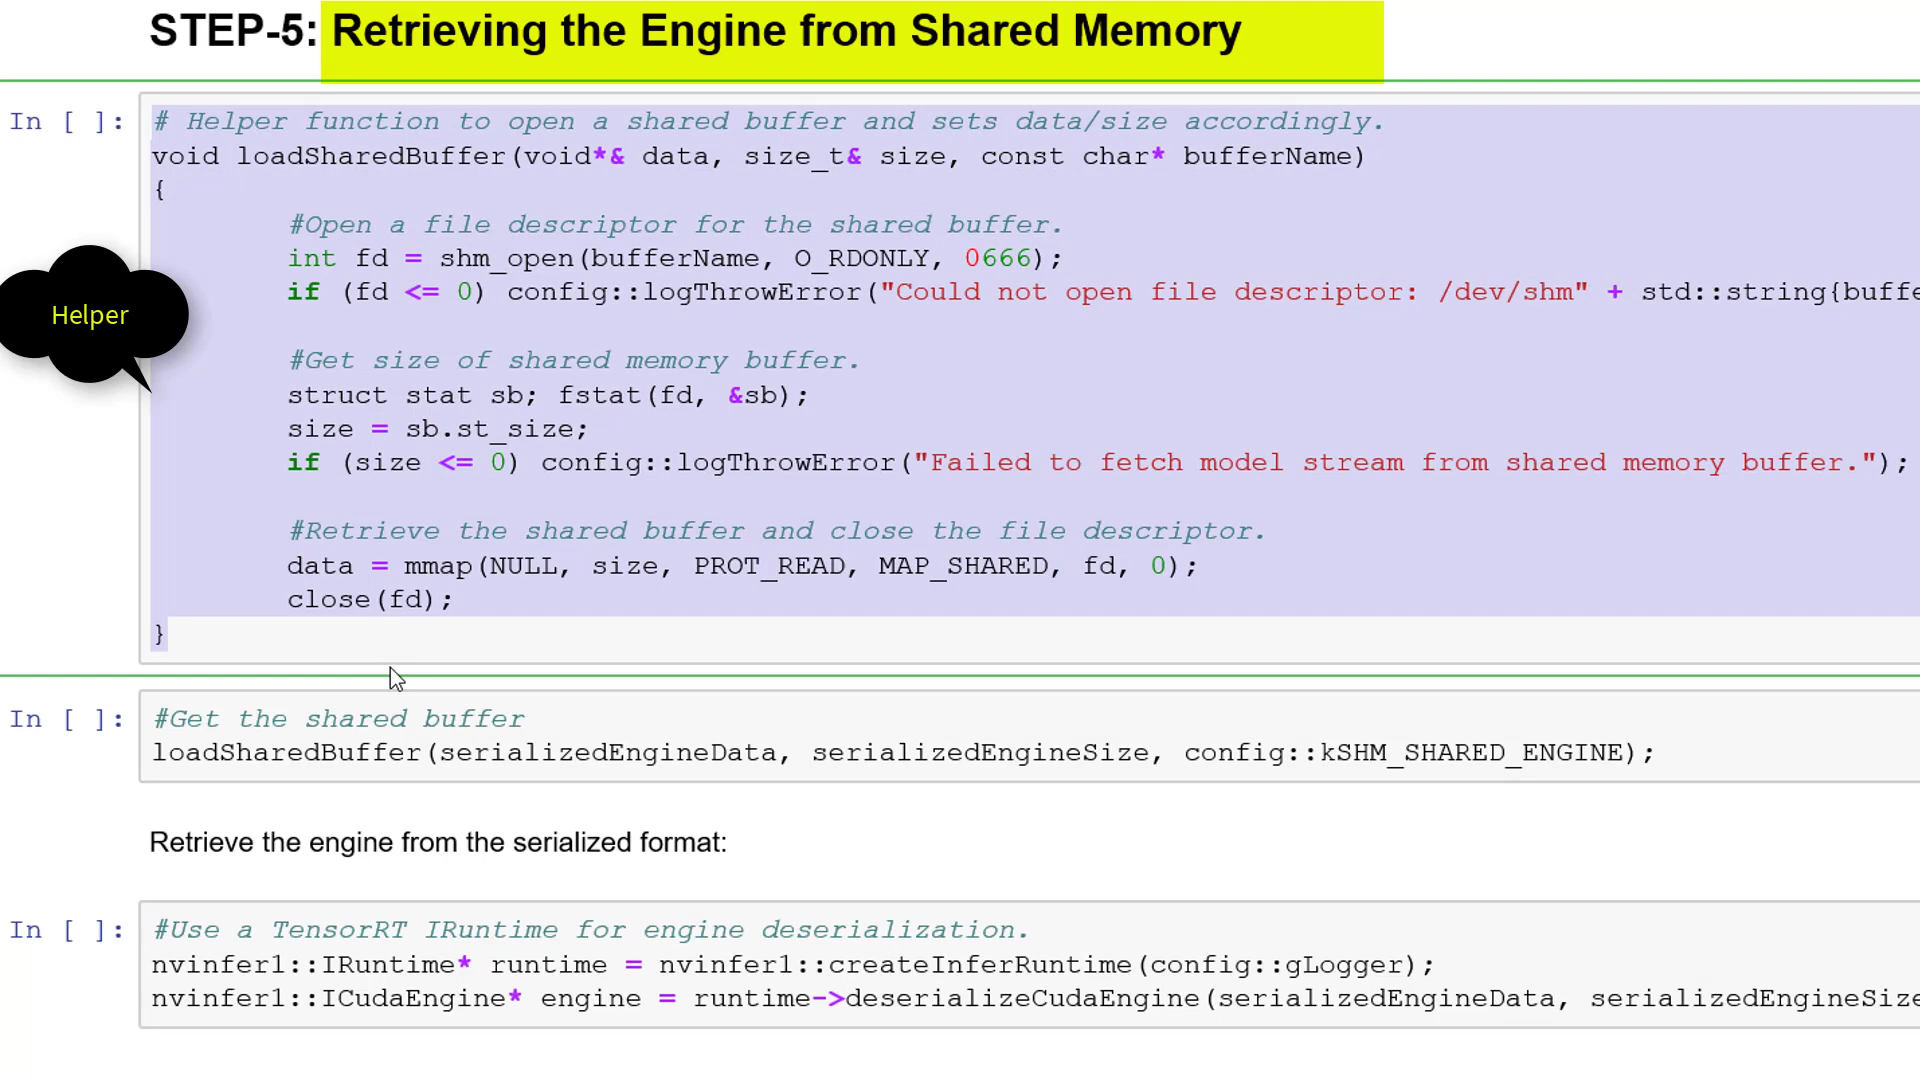 STEP-5: Retrieving the Engine from Shared Memory
In [ ]:
# Helper function to open a shared buffer and sets data/size accordingly.
void loadSharedBuffer(void*& data, size_t& size, const char* bufferName)
{
#Open a file descriptor for the shared buffer.
int fd = shm_open(bufferName, O_RDONLY, 0666);
if (fd <= 0) config::logThrowError("Could not open file descriptor: /dev/shm" + std::string{buffe
Helper
#Get size of shared memory buffer.
struct stat sb; fstat(fd, &sb);
size = sb.st_size;
if (size <= 0) config::logThrowError("Failed to fetch model stream from shared memory buffer.");
#Retrieve the shared buffer and close the file descriptor.
data = mmap(NULL, size, PROT_READ, MAP_SHARED, fd, 0);
close(fd);
}
In [ ]:
#Get the shared buffer
loadSharedBuffer(serializedEngineData, serializedEngineSize, config::kSHM_SHARED_ENGINE);
Retrieve the engine from the serialized format:
In [ ]:
#Use a TensorRT IRuntime for engine deserialization.
nvinfer1::IRuntime* runtime = nvinfer1::createInferRuntime(config::gLogger);
nvinfer1::ICudaEngine* engine = runtime->deserializeCudaEngine(serializedEngineData, serializedEngineSize